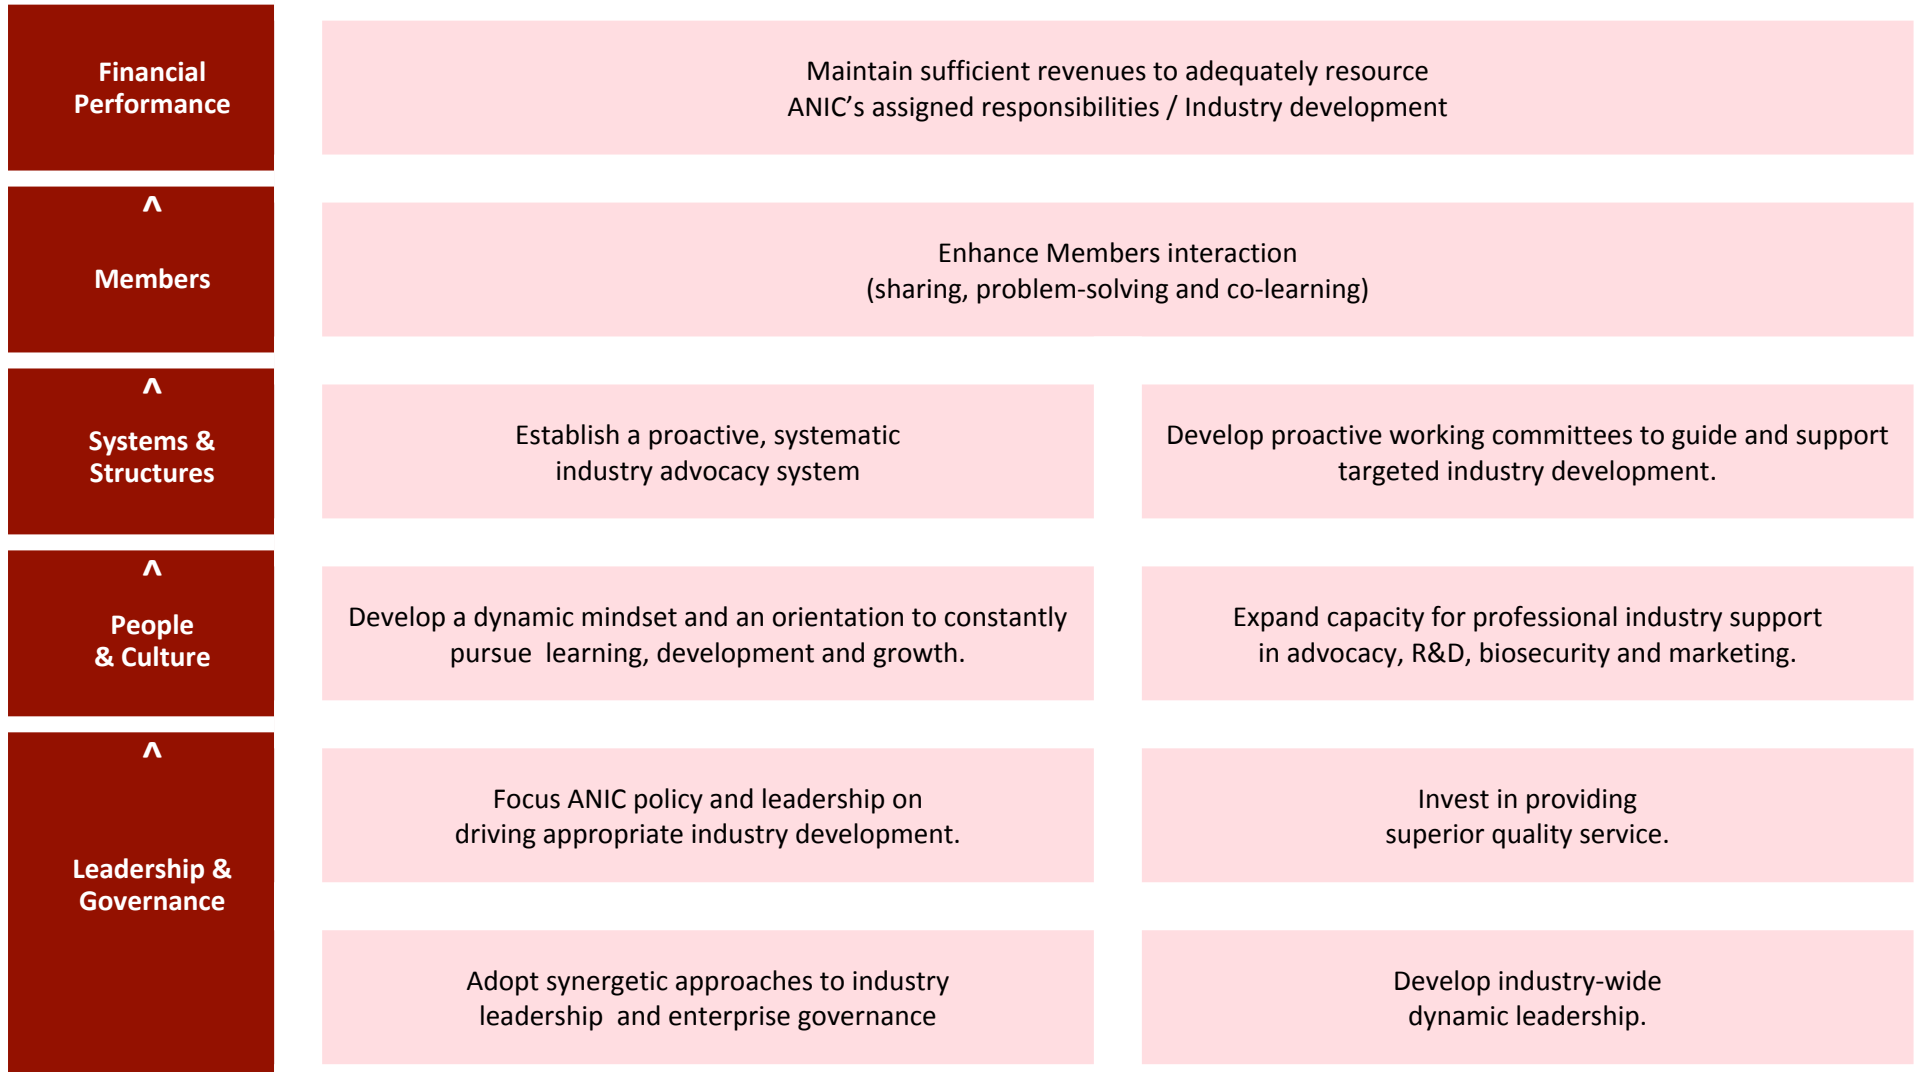 Financial
Performance
Maintain sufficient revenues to adequately resource
ANIC’s assigned responsibilities / Industry development
^
Members
Enhance Members interaction
(sharing, problem-solving and co-learning)
^
Systems &
Structures
Establish a proactive, systematic
industry advocacy system
Develop proactive working committees to guide and support
targeted industry development.
^
People
& Culture
Develop a dynamic mindset and an orientation to constantly
pursue  learning, development and growth.
Expand capacity for professional industry support
in advocacy, R&D, biosecurity and marketing.
^
Leadership &
Governance
Focus ANIC policy and leadership on
driving appropriate industry development.
Invest in providing
superior quality service.
Adopt synergetic approaches to industry
leadership  and enterprise governance
Develop industry-wide
dynamic leadership.